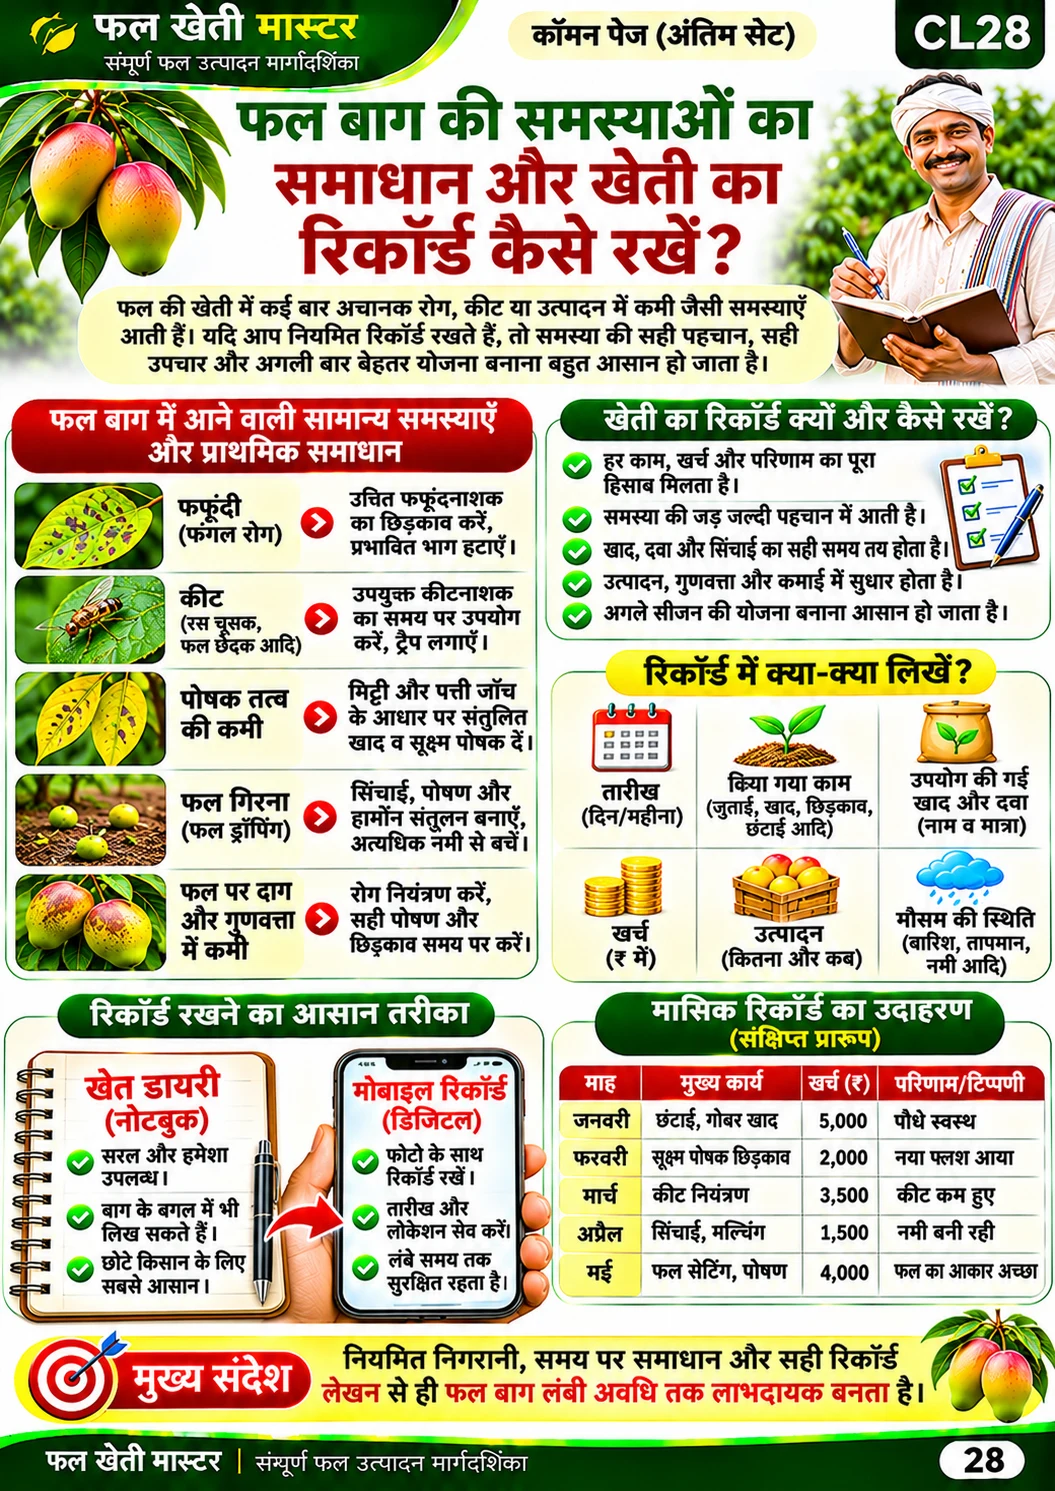 फल खेती मास्टर
संपूर्ण फल उत्पादन मार्गदर्शिका
कॉमन पेज (अंतिम सेट)
CL28
फल बाग की समस्याओं का
समाधान और खेती का
रिकॉर्ड कैसे रखें?
फल की खेती में कई बार अचानक रोग, कीट या उत्पादन में कमी जैसी समस्याएँ
आती हैं। यदि आप नियमित रिकॉर्ड रखते हैं, तो समस्या की सही पहचान, सही
उपचार और अगली बार बेहतर योजना बनाना बहुत आसान हो जाता है।
फल बाग में आने वाली सामान्य समस्याएँ
और प्राथमिक समाधान
फफूंदी
(फंगल रोग)
उत्तित फफूंदनाशक
का छिड़काव करें,
प्रभावित भाग हटाएँ।
कीट
(रस चूसक,
फल छेदक आदि)
उपयुक्त कीटनाशक
का समय पर उपयोग
करें, ट्रैप लगाएँ।
पोषक तत्व
की कमी
मिट्टी और पत्ती जाँच
के आधार पर संतुलित
खाद व सूक्ष्म पोषक दें।
फल गिरना
(फल ड्रॉपिंग)
सिंचाई, पोषण और
हार्मोन संतुलन बनाएँ,
अत्यधिक नमी से बचें।
फल पर दाग
और गुणवत्ता
में कमी
रोग नियंत्रण करें,
सही पोषण और
छिड़काव समय पर करें।
खेती का रिकॉर्ड क्यों और कैसे रखें?
हर काम, खर्च और परिणाम का पूरा
हिसाब मिलता है।
समस्या की जड़ जल्दी पहचान में आती है।
खाद, दवा और सिंचाई का सही समय तय होता है।
उत्पादन, गुणवत्ता और कमाई में सुधार होता है।
अगले सीजन की योजना बनाना आसान हो जाता है।
रिकॉर्ड में क्या-क्या लिखें?
तारीख
(दिन/महीना)
किया गया काम
(जुताई, खाद, छिड़काव,
छंटाई आदि)
उपयोग की गई
खाद और दवा
(नाम व मात्रा)
खर्च
(₹ में)
उत्पादन
(कितना और कब)
मौसम की स्थिति
(बारिश, तापमान,
नमी आदि)
रिकॉर्ड रखने का आसान तरीका
खेत डायरी
(नोटबुक)
सरल और हमेशा
उपलब्ध।
बाग के बगल में भी
लिख सकते हैं।
छोटे किसान के लिए
सबसे आसान।
मोबाइल रिकॉर्ड
(डिजिटल)
फोटो के साथ
रिकॉर्ड रखें।
तारीख और
लोकेशन सेव करें।
लंबे समय तक
सुरक्षित रहता है।
मासिक रिकॉर्ड का उदाहरण
(संक्षिप्त प्रारूप)
माह मुख्य कार्य खर्च (₹) परिणाम/टिप्पणी
जनवरी छंटाई, गोबर खाद 5,000 पौधे स्वस्थ
फरवरी सूक्ष्म पोषक छिड़काव 2,000 नया फ्लश आया
मार्च कीट नियंत्रण 3,500 कीट कम हुए
अप्रैल सिंचाई, मल्चिंग 1,500 नमी बनी रही
मई फल सेटिंग, पोषण 4,000 फल का आकार अच्छा
मुख्य संदेश
नियमित निगरानी, समय पर समाधान और सही रिकॉर्ड
लेखन से ही फल बाग लंबी अवधि तक लाभदायक बनता है।
फल खेती मास्टर | संपूर्ण फल उत्पादन मार्गदर्शिका
28